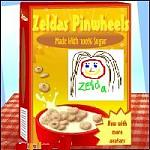 Zeldas Pinwheels
Made With 100% Sugar
zelda
Now with
more
avatars